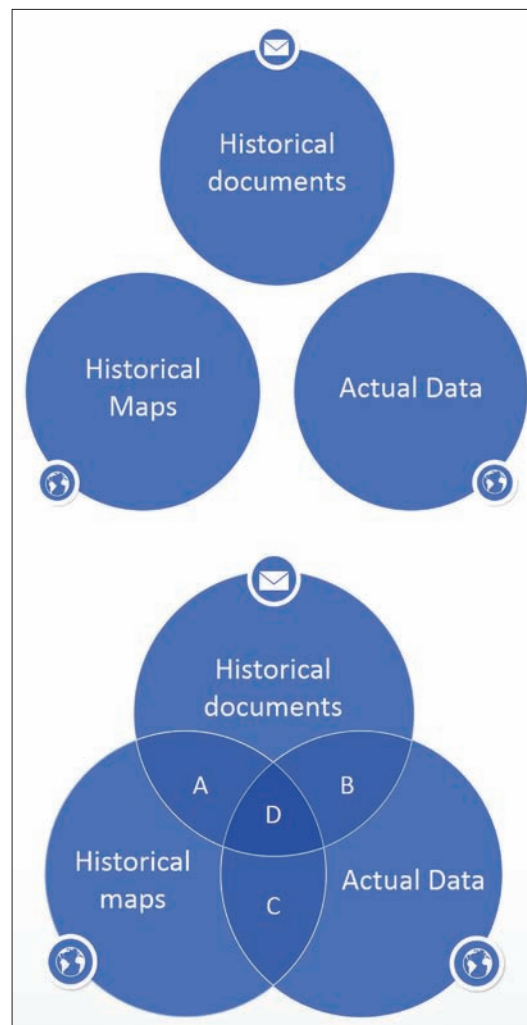 Historical
documents
Historical
Maps
Actual Data
Historical
documents
A
B
D
Historical
maps
Actual Data
C